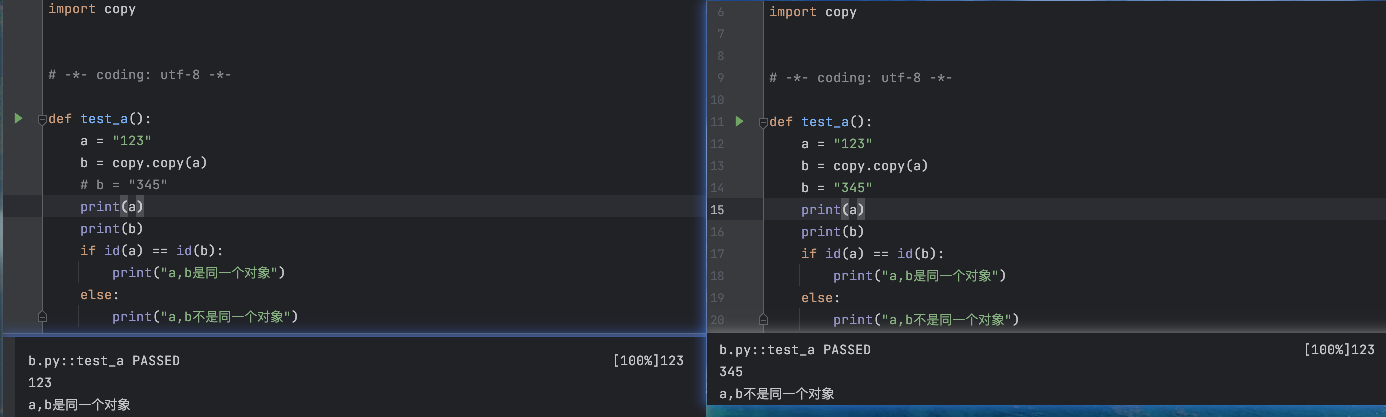 import copy
# -*- coding: utf-8 -*-
def test_a():
a = "123"
b = copy.copy(a)
# b = "345"
print(a)
print(b)
if id(a) == id(b):
print("a,b是同一个对象")
else:
print("a,b不是同一个对象")
b.py::test_a PASSED [100%]123
123
a,b是同一个对象
6 import copy
7
8
9 # -*- coding: utf-8 -*-
10
11 def test_a():
12 a = "123"
13 b = copy.copy(a)
14 b = "345"
15 print(a)
16 print(b)
17 if id(a) == id(b):
18 print("a,b是同一个对象")
19 else:
20 print("a,b不是同一个对象")
b.py::test_a PASSED [100%]123
345
a,b不是同一个对象